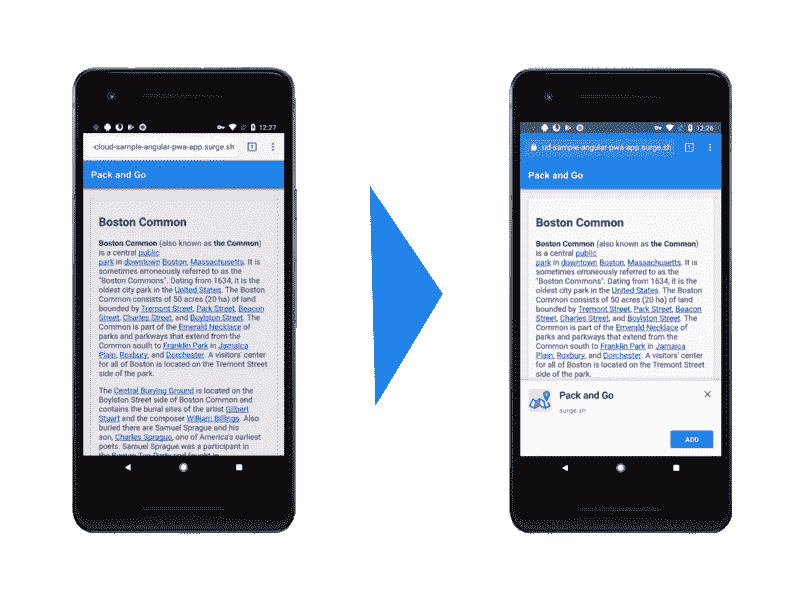 12:27
-cloud-sample-angular-pwa-app.surge.sh
1
Pack and Go
Boston Common
Boston Common (also known as the Common)
is a central public
park in downtown Boston, Massachusetts. It is
sometimes erroneously referred to as the
"Boston Commons". Dating from 1634, it is the
oldest city park in the United States. The Boston
Common consists of 50 acres (20 ha) of land
bounded by Tremont Street, Park Street, Beacon
Street, Charles Street, and Boylston Street. The
Common is part of the Emerald Necklace of
parks and parkways that extend from the
Common south to Franklin Park in Jamaica
Plain, Roxbury, and Dorchester. A visitors' center
for all of Boston is located on the Tremont Street
side of the park.
The Central Burying Ground is located on the
Boylston Street side of Boston Common and
contains the burial sites of the artist Gilbert
Stuart and the composer William Billings. Also
buried there are Samuel Sprague and his
son, Charles Sprague, one of America's earliest
poets. Samuel Sprague was a participant in
the Boston Tea Party and fought in
12:26
ud-sample-angular-pwa-app.surge.sh
1
Pack and Go
Boston Common
Boston Common (also known as the Common)
is a central public
park in downtown Boston, Massachusetts. It is
sometimes erroneously referred to as the
"Boston Commons". Dating from 1634, it is the
oldest city park in the United States. The Boston
Common consists of 50 acres (20 ha) of land
bounded by Tremont Street, Park Street, Beacon
Street, Charles Street, and Boylston Street. The
Common is part of the Emerald Necklace of
parks and parkways that extend from the
Common south to Franklin Park in Jamaica
Plain, Roxbury, and Dorchester. A visitors' center
for all of Boston is located on the Tremont Street
side of the park.
Pack and Go
surge.sh
ADD